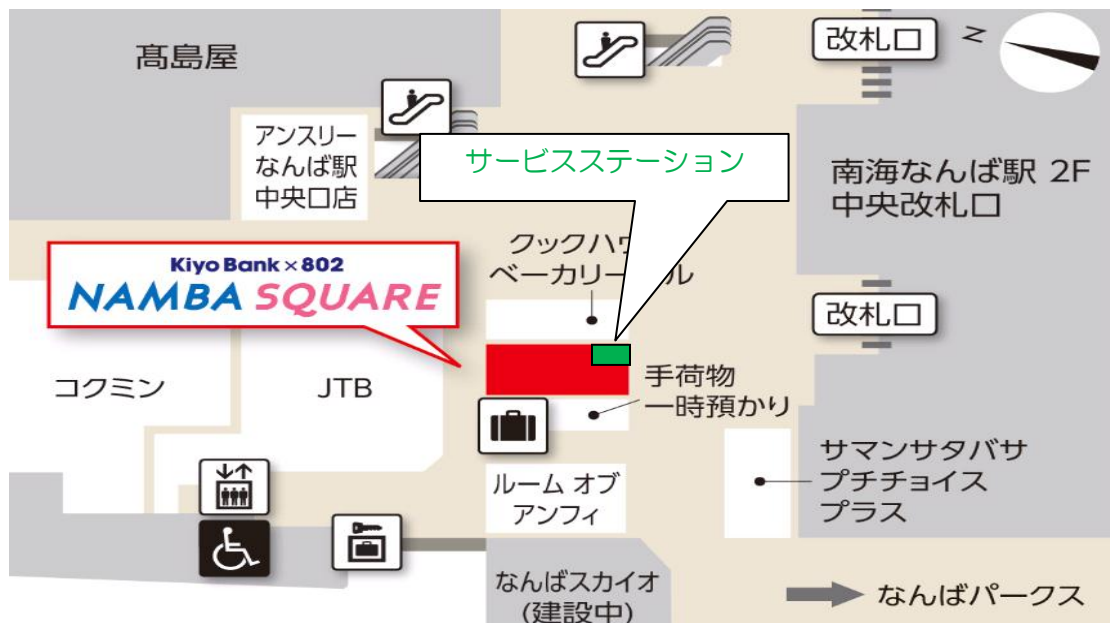 髙島屋
改札口
N
アンスリー
なんば駅
中央口店
サービスステーション
南海なんば駅 2F
中央改札口
Kiyo Bank×802
NAMBA SQUARE
クックハウ
ベーカリー
ル
改札口
コクミン
JTB
手荷物
一時預かり
サマンサタバサ
プチチョイス
プラス
ルーム オブ
アンフィ
なんばスカイオ
(建設中)
なんばパークス